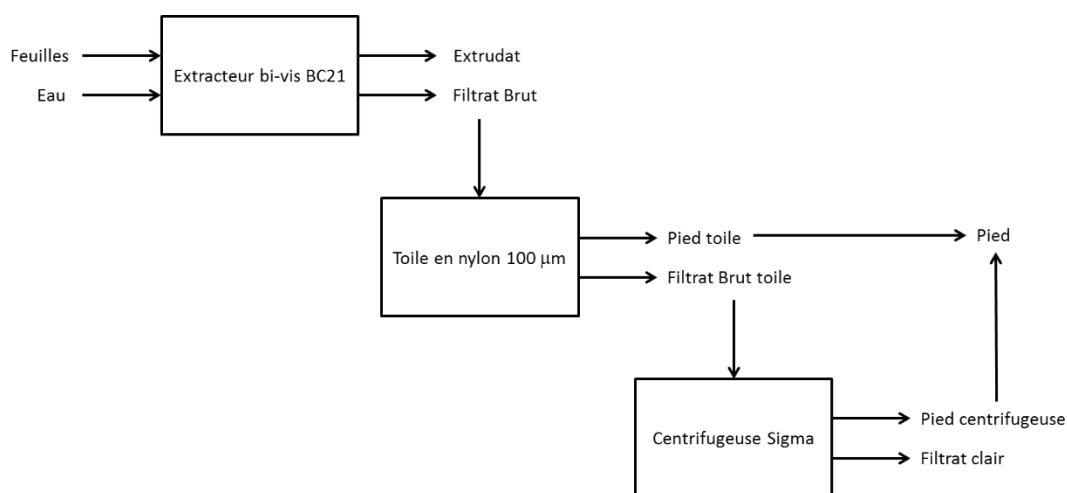 Feuilles
Eau
Extracteur bi-vis BC21
Extrudat
Filtrat Brut
Toile en nylon 100 μm
Pied toile
Filtrat Brut toile
Pied
Centrifugeuse Sigma
Pied centrifugeuse
Filtrat clair